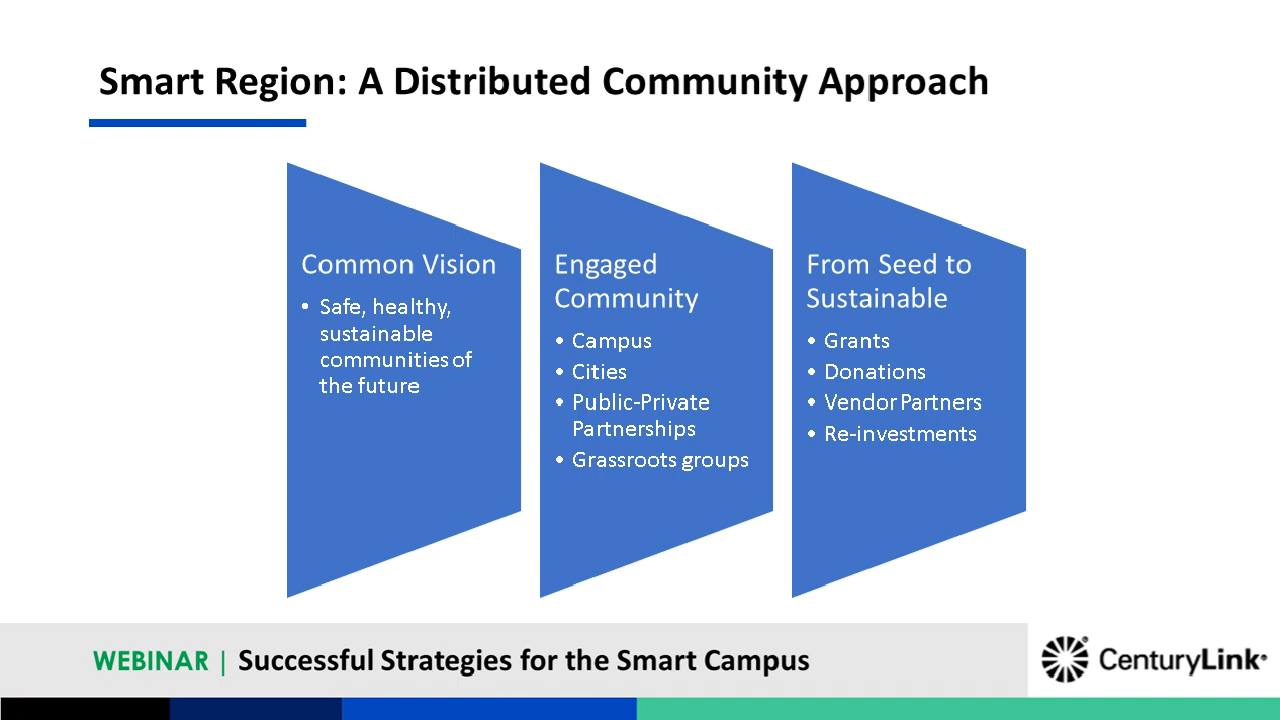 Smart Region: A Distributed Community Approach
Common Vision
• Safe, healthy,
sustainable
communities of
the future
Engaged
Community
• Campus
• Cities
• Public-Private
Partnerships
• Grassroots groups
From Seed to
Sustainable
• Grants
• Donations
• Vendor Partners
• Re-investments
WEBINAR | Successful Strategies for the Smart Campus
CenturyLink®